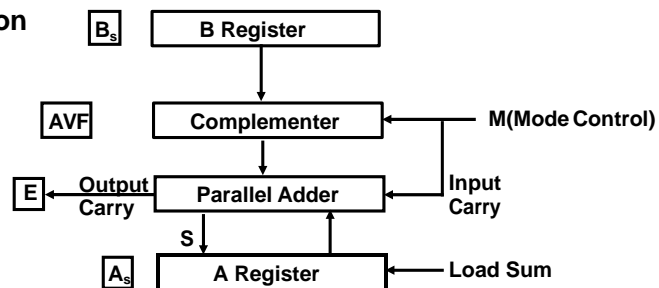 on
Bs B Register
AVF Complementer M(Mode Control)
E Output Carry Parallel Adder Input Carry
S
As A Register Load Sum